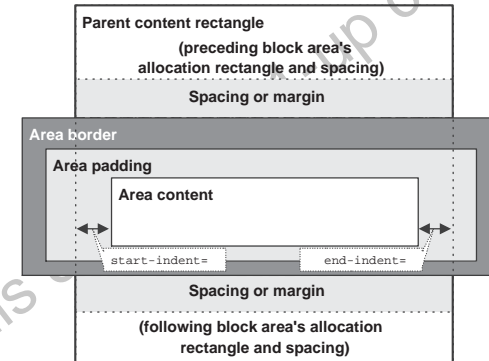 Parent content rectangle
(preceding block area's
allocation rectangle and spacing)
Spacing or margin
Area border
Area padding
Area content
start-indent=
end-indent=
Spacing or margin
(following block area's allocation
rectangle and spacing)